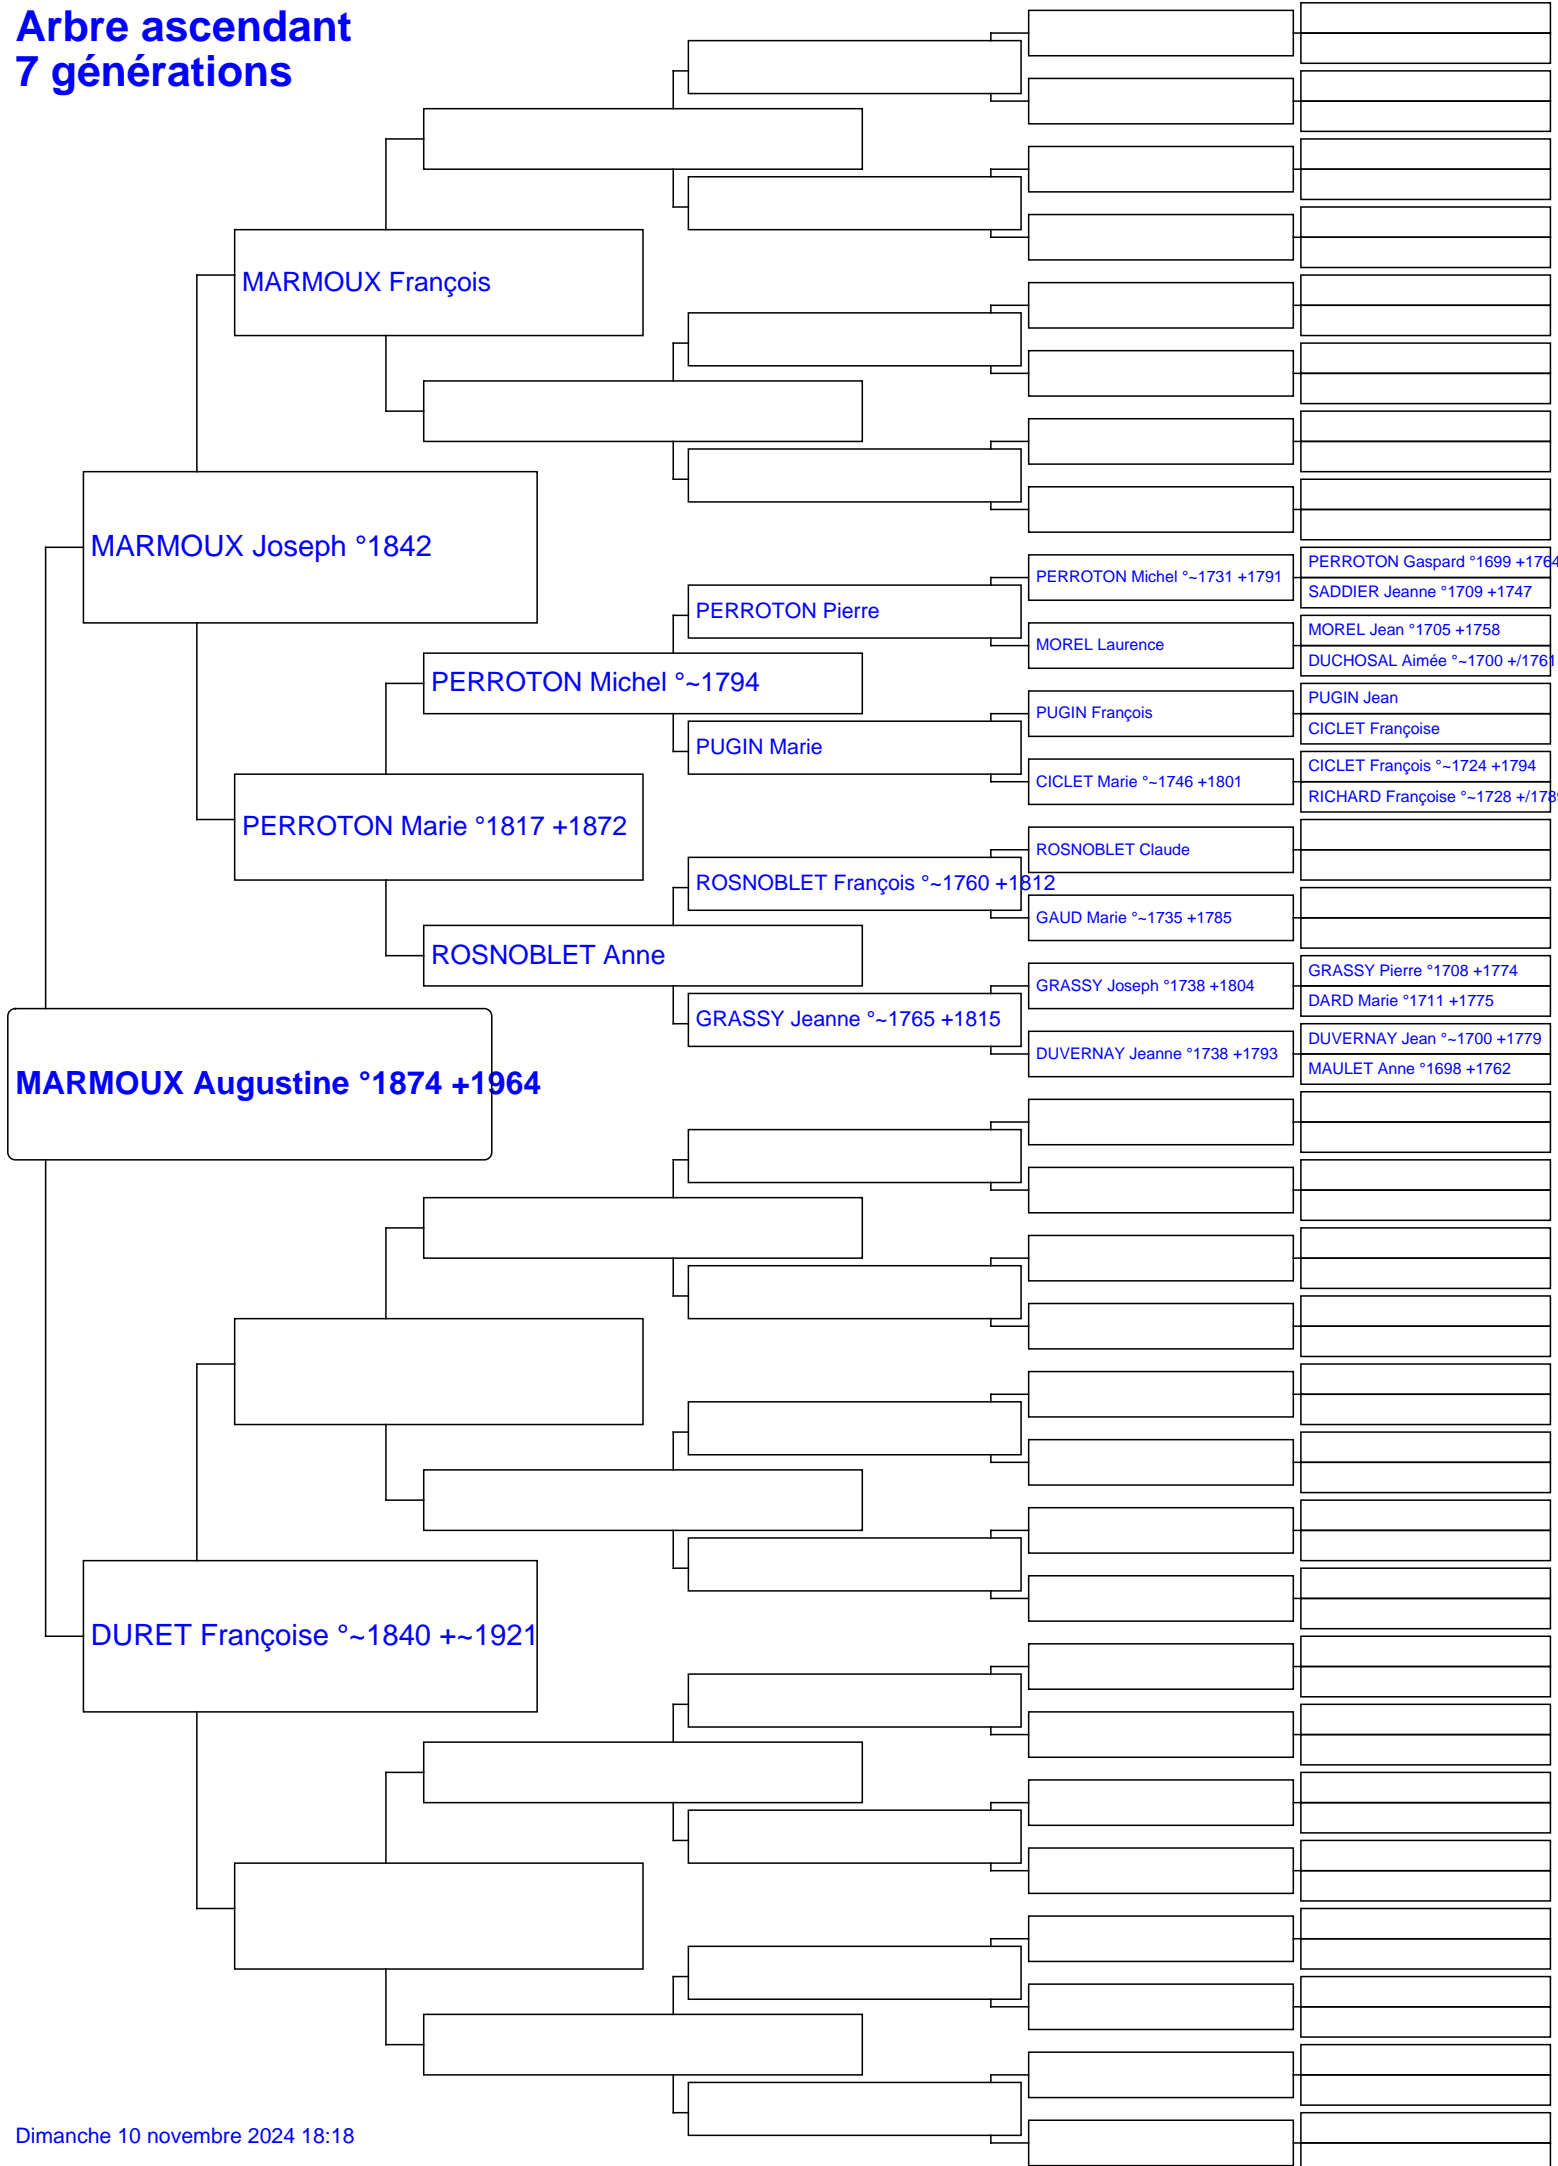 Arbre ascendant
7 générations
MARMOUX François
MARMOUX Joseph °1842
PERROTON Gaspard °1699 +1764
PERROTON Michel °~1731 +1791
SADDIER Jeanne °1709 +1747
PERROTON Pierre
MOREL Jean °1705 +1758
MOREL Laurence
DUCHOSAL Aimée °~1700 +/1761
PERROTON Michel °~1794
PUGIN Jean
PUGIN François
CICLET Françoise
PUGIN Marie
CICLET François °~1724 +1794
CICLET Marie °~1746 +1801
RICHARD Françoise °~1728 +/178
PERROTON Marie °1817 +1872
ROSNOBLET Claude
ROSNOBLET François °~1760 +1812
GAUD Marie °~1735 +1785
ROSNOBLET Anne
GRASSY Pierre °1708 +1774
GRASSY Joseph °1738 +1804
DARD Marie °1711 +1775
GRASSY Jeanne °~1765 +1815
DUVERNAY Jean °~1700 +1779
DUVERNAY Jeanne °1738 +1793
MAULET Anne °1698 +1762
MARMOUX Augustine °1874 +1964
DURET Françoise °~1840 +~1921
Dimanche 10 novembre 2024 18:18